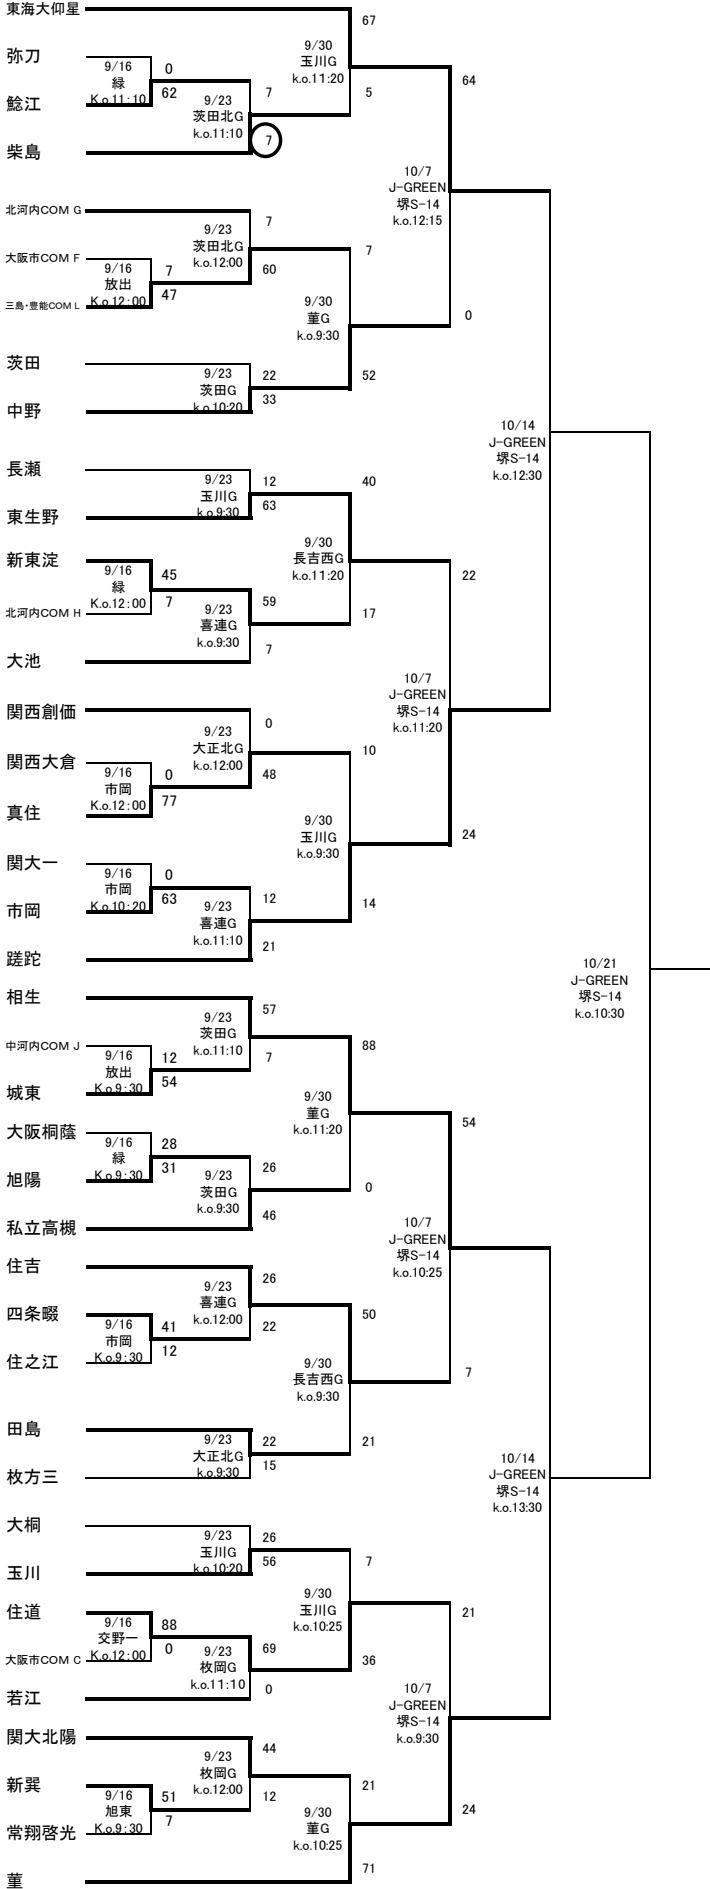 東海大仰星
67
9/30
玉川G
k.o.11:20
弥刀
9/16
緑
K.o.11:10
0
62
鯰江
9/23
茨田北G
k.o.11:10
7
7
5
64
柴島
10/7
J-GREEN
堺S-14
k.o.12:15
北河内COM G
9/23
茨田北G
k.o.12:00
7
60
大阪市COM F
9/16
放出
K.o.12:00
7
47
三島・豊能COM L
7
9/30
菫G
k.o.9:30
0
茨田
9/23
茨田G
k.o.10:20
22
33
52
中野
10/14
J-GREEN
堺S-14
k.o.12:30
長瀬
9/23
玉川G
k.o.9:30
12
63
40
東生野
9/30
長吉西G
k.o.11:20
新東淀
9/16
緑
K.o.12:00
45
7
22
北河内COM H
9/23
喜連G
k.o.9:30
59
7
17
大池
10/7
J-GREEN
堺S-14
k.o.11:20
関西創価
9/23
大正北G
k.o.12:00
0
48
10
関西大倉
9/16
市岡
K.o.12:00
0
77
真住
9/30
玉川G
k.o.9:30
24
関大一
9/16
市岡
K.o.10:20
0
63
市岡
9/23
喜連G
k.o.11:10
12
21
14
蹉跎
10/21
J-GREEN
堺S-14
k.o.10:30
相生
9/23
茨田G
k.o.11:10
57
7
88
中河内COM J
9/16
放出
K.o.9:30
12
54
城東
9/30
菫G
k.o.11:20
54
大阪桐蔭
9/16
緑
K.o.9:30
28
31
旭陽
9/23
茨田G
k.o.9:30
26
46
0
私立高槻
10/7
J-GREEN
堺S-14
k.o.10:25
住吉
9/23
喜連G
k.o.12:00
26
22
50
四条畷
9/16
市岡
K.o.9:30
41
12
住之江
9/30
長吉西G
k.o.9:30
7
田島
9/23
大正北G
k.o.9:30
22
15
21
枚方三
10/14
J-GREEN
堺S-14
k.o.13:30
大桐
9/23
玉川G
k.o.10:20
26
56
7
玉川
9/30
玉川G
k.o.10:25
住道
9/16
交野一
K.o.12:00
88
0
21
大阪市COM C
9/23
枚岡G
k.o.11:10
69
0
36
若江
10/7
J-GREEN
堺S-14
k.o.9:30
関大北陽
9/23
枚岡G
k.o.12:00
44
12
21
新巽
9/16
旭東
K.o.9:30
51
7
常翔啓光
9/30
菫G
k.o.10:25
24
菫
71